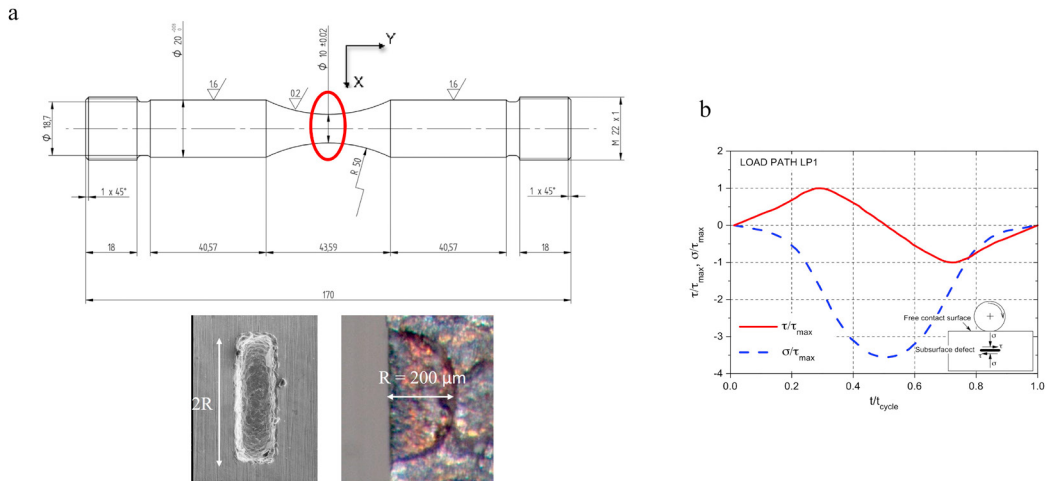 a
Y
X
Φ 20 -0.05 0
Φ 10 ±0.02
1.6
0.2
1.6
Φ 18,7
M 22 x 1
R 50
1 x 45°
1 x 45°
18
40,57
43,59
40,57
18
170
2R
R = 200 μm
b
LOAD PATH LP1
2
1
0
-1
-2
-3
-4
τ/τmax, σ/τmax
τ/τmax
σ/τmax
Free contact surface
σ
τ
Subsurface defect
τ
σ
0.0
0.2
0.4
0.6
0.8
1.0
t/tcycle